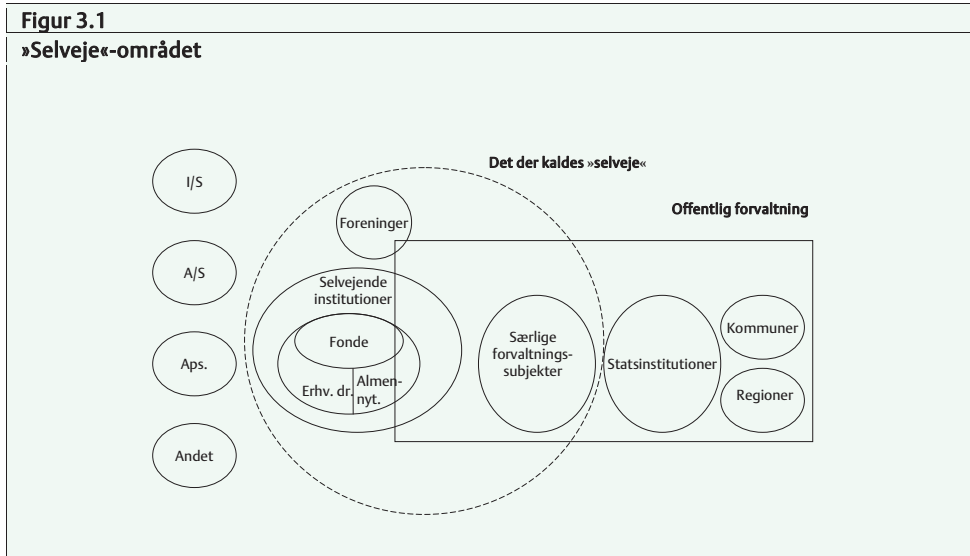 Figur 3.1
»Selveje«-området
Det der kaldes »selveje«
Offentlig forvaltning
I/S
A/S
Aps.
Andet
Foreninger
Selvejende
institutioner
Fonde
Erhv. dr.
Almen-
nyt.
Særlige
forvaltnings-
subjekter
Statsinstitutioner
Kommuner
Regioner